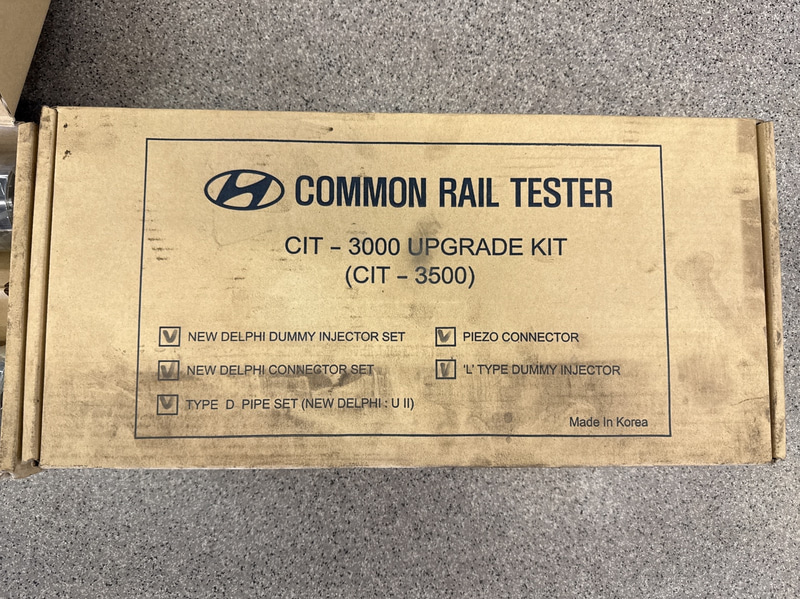 COMMON RAIL TESTER
CIT – 3000 UPGRADE KIT
(CIT – 3500)
NEW DELPHI DUMMY INJECTOR SET
PIEZO CONNECTOR
NEW DELPHI CONNECTOR SET
'L' TYPE DUMMY INJECTOR
TYPE D PIPE SET (NEW DELPHI : U II)
Made In Korea